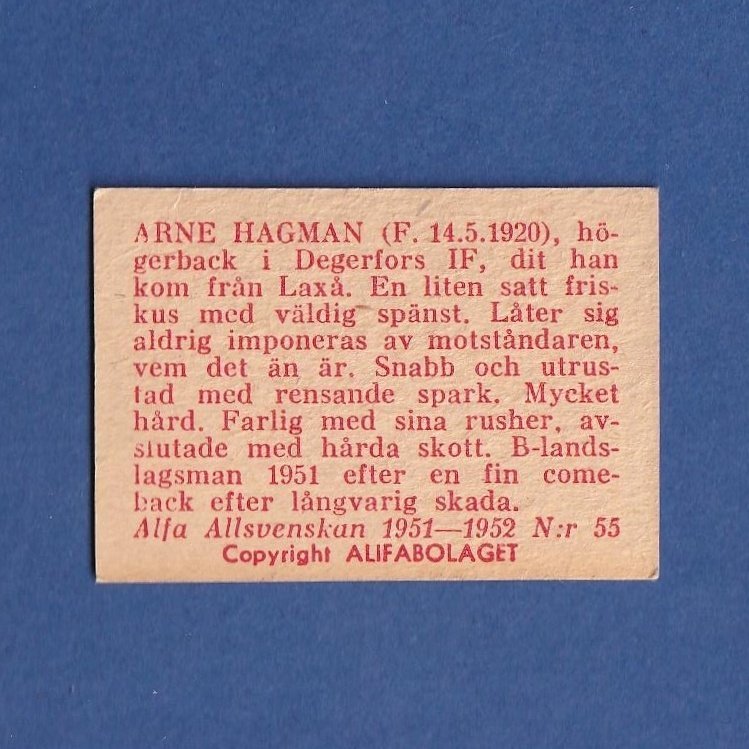 ARNE HAGMAN (F. 14.5.1920), hö-
gerback i Degerfors IF, dit han
kom från Laxå. En liten satt fris-
kus med väldig spänst. Låter sig
aldrig imponeras av motståndaren,
vem det än är. Snabb och utrus-
tad med rensande spark. Mycket
hård. Farlig med sina rusher, av-
slutade med hårda skott. B-lands-
lagsman 1951 efter en fin come-
back efter långvarig skada.
Alfa Allsvenskan 1951—1952 N:r 55
Copyright ALIFABOLAGET